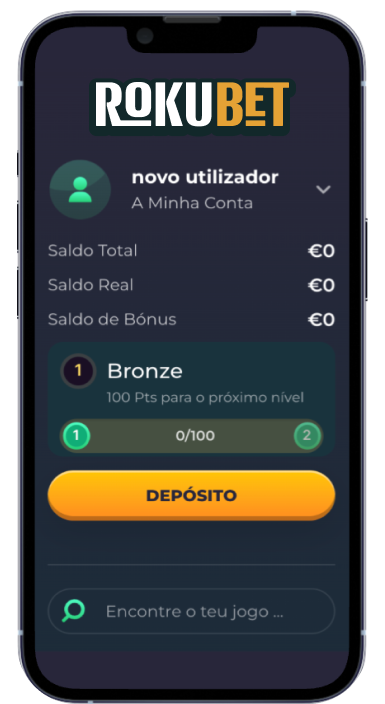 ROKUBET
novo utilizador
A Minha Conta
Saldo Total €0
Saldo Real €0
Saldo de Bónus €0
1 Bronze
100 Pts para o próximo nível
1 0/100 2
DEPÓSITO
Encontre o teu jogo ...